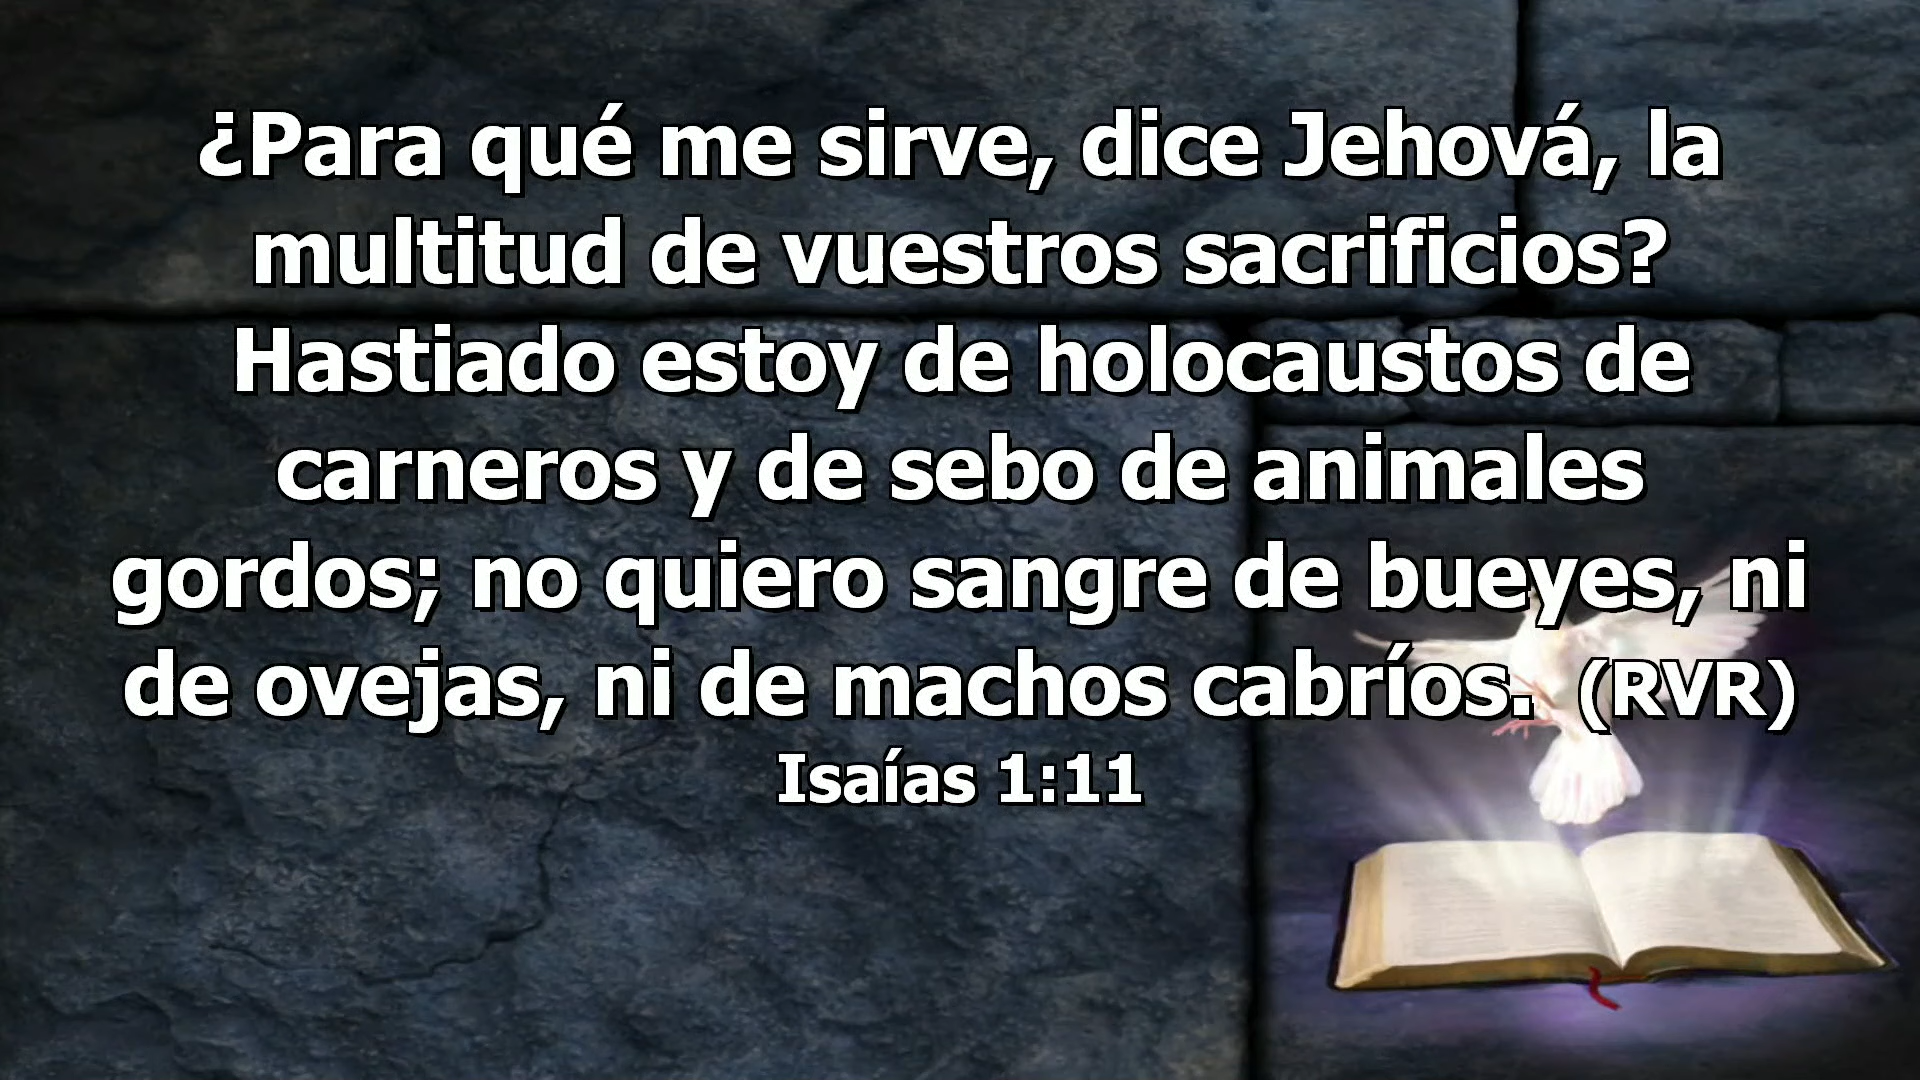 ¿Para qué me sirve, dice Jehová, la
multitud de vuestros sacrificios?
Hastiado estoy de holocaustos de
carneros y de sebo de animales
gordos; no quiero sangre de bueyes, ni
de ovejas, ni de machos cabríos. (RVR)
Isaías 1:11